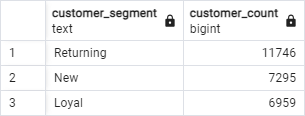 customer_segment customer_count
text bigint
1 Returning 11746
2 New 7295
3 Loyal 6959